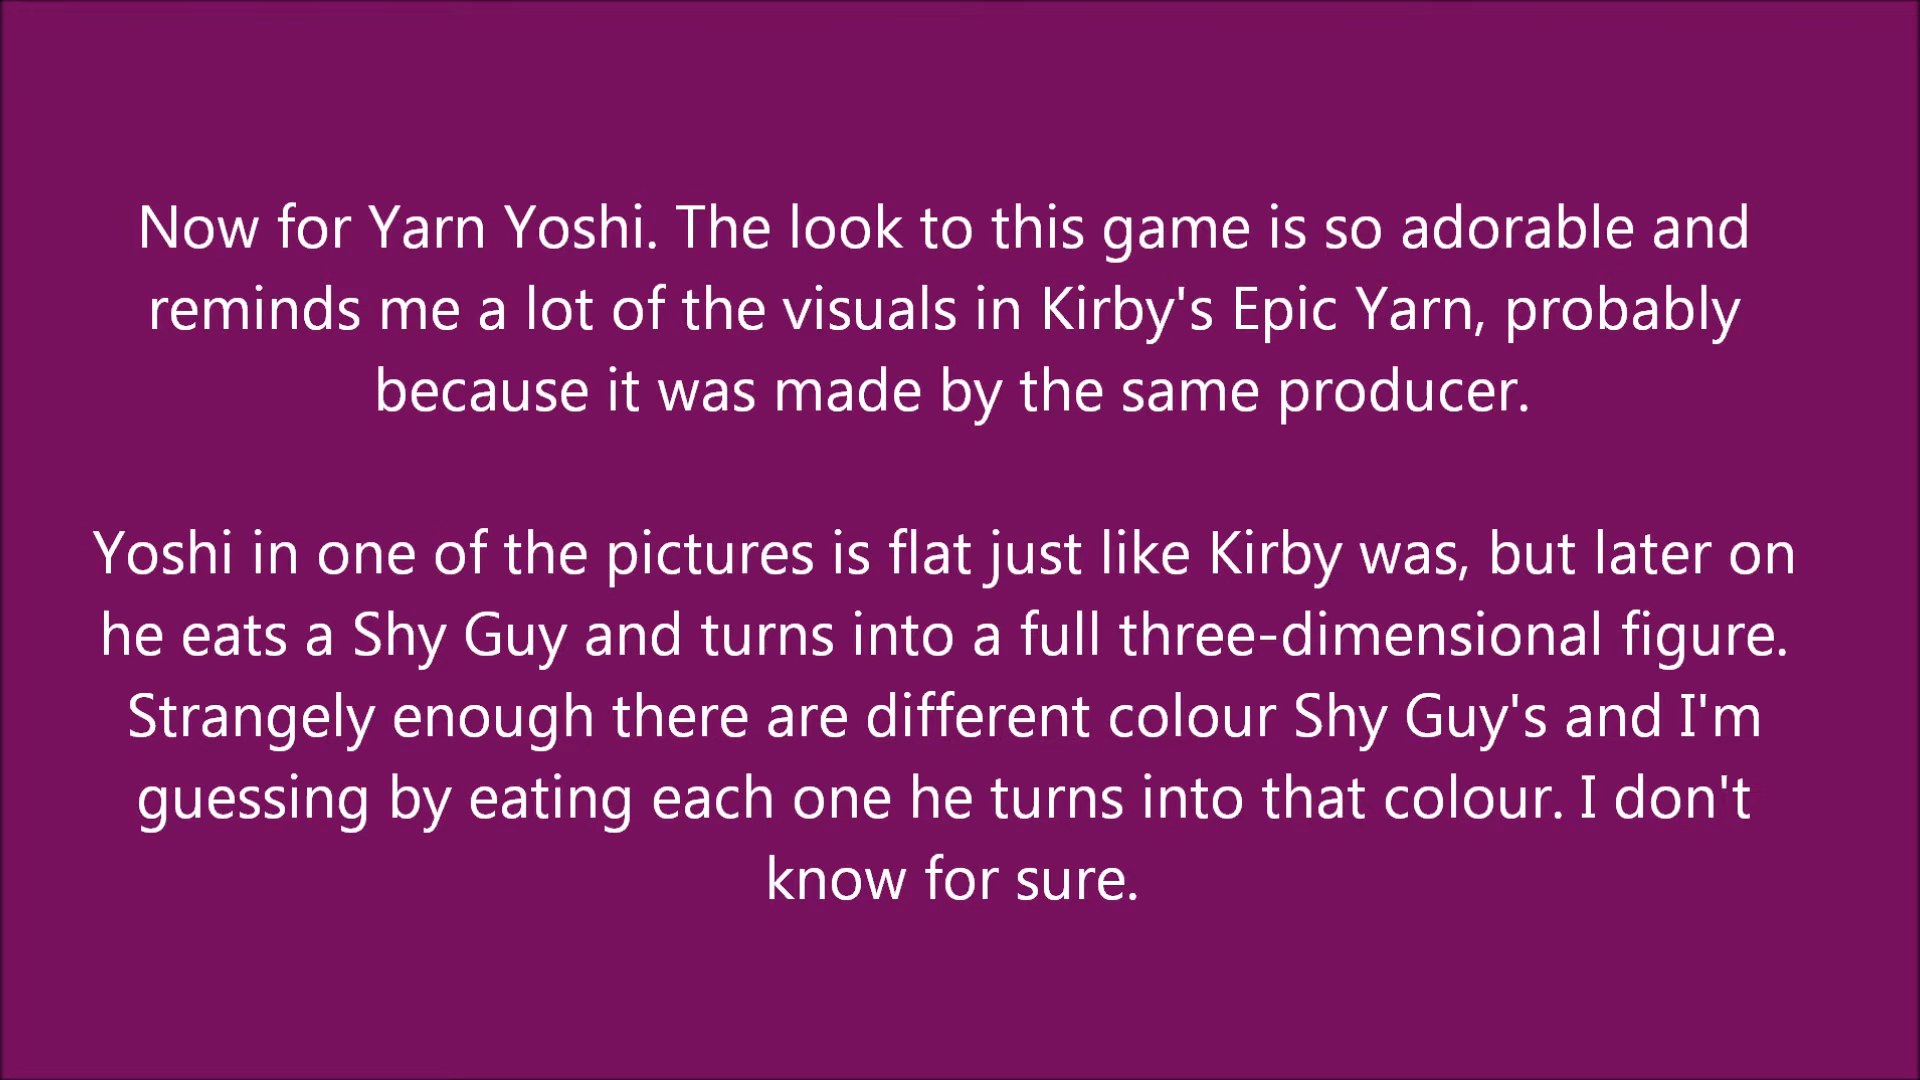 Now for Yarn Yoshi. The look to this game is so adorable and
reminds me a lot of the visuals in Kirby's Epic Yarn, probably
because it was made by the same producer.
Yoshi in one of the pictures is flat just like Kirby was, but later on
he eats a Shy Guy and turns into a full three-dimensional figure.
Strangely enough there are different colour Shy Guy's and I'm
guessing by eating each one he turns into that colour. I don't
know for sure.